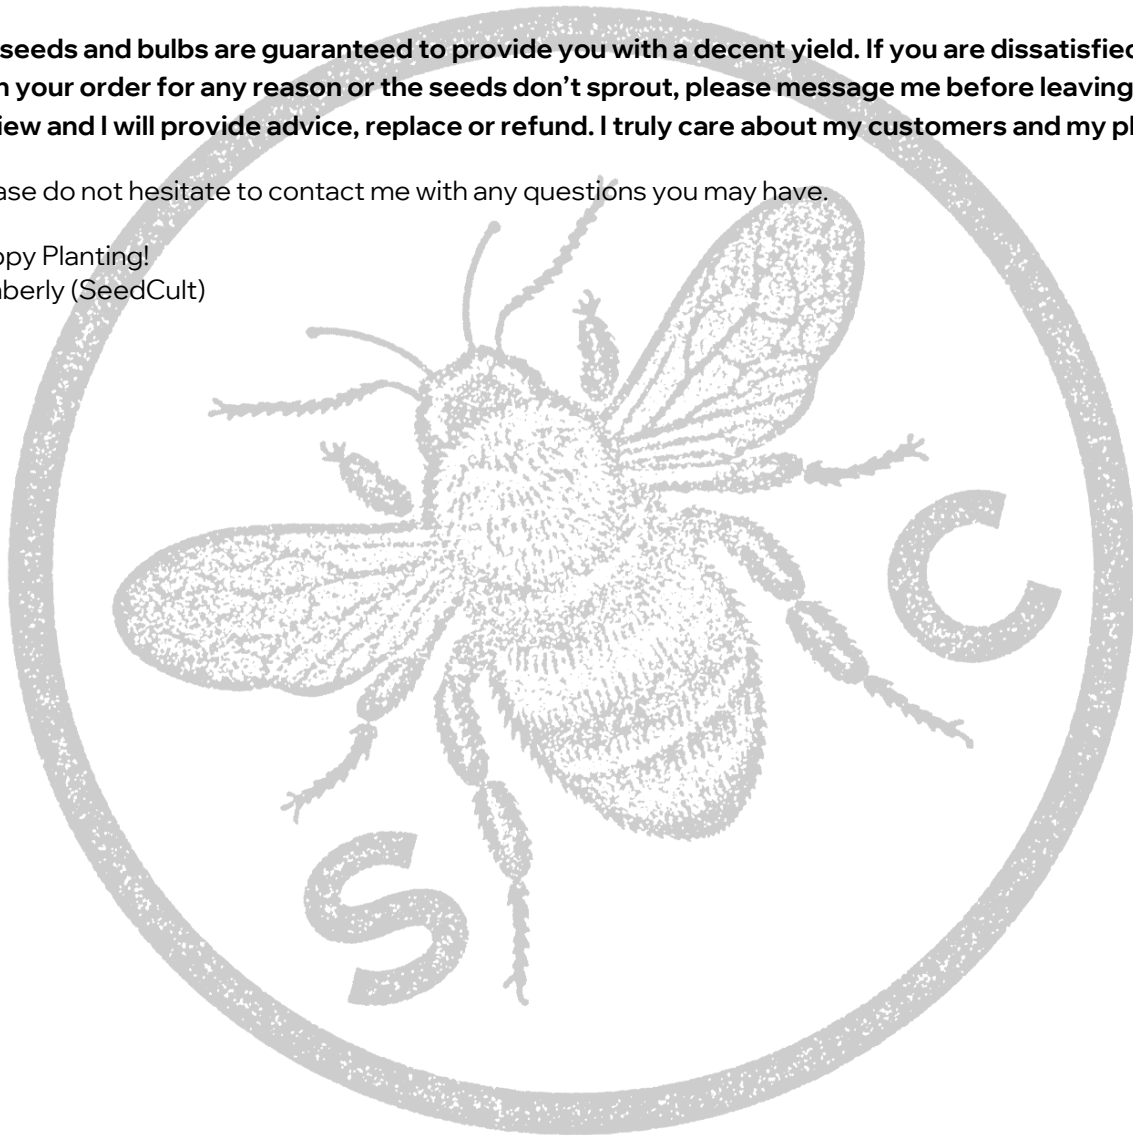 seeds and bulbs are guaranteed to provide you with a decent yield. If you are dissatisfied
your order for any reason or the seeds don’t sprout, please message me before leaving
iew and I will provide advice, replace or refund. I truly care about my customers and my pl
ase do not hesitate to contact me with any questions you may have.
ppy Planting!
berly (SeedCult)
C
S